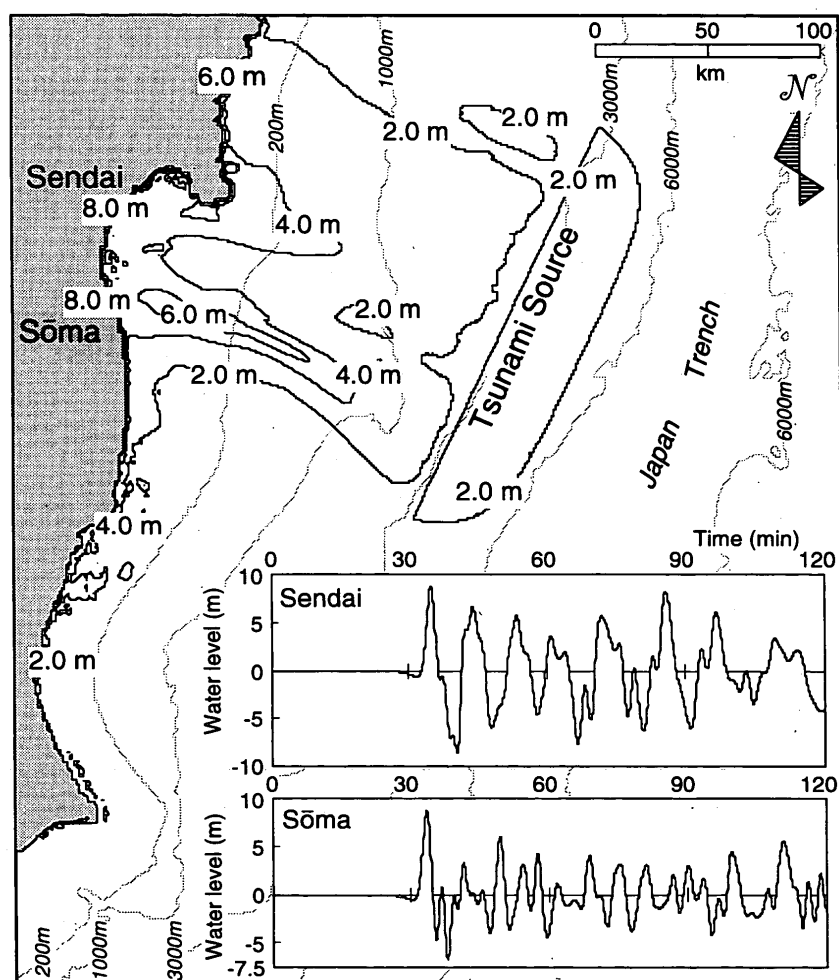 0 50 100
km
N
6.0 m
200m
1000m
2.0 m
2.0 m
3000m
6000m
Sendai
8.0 m
2.0 m
4.0 m
Tsunami Source
8.0 m
6.0 m
2.0 m
Sōma
2.0 m
4.0 m
Japan Trench
6000m
2.0 m
4.0 m
2.0 m
Time (min)
0 30 60 90 120
Sendai
Water level (m)
10
5
0
-5
-10
0 30 60 90 120
Sōma
Water level (m)
10
5
0
-5
-7.5
200m
1000m
3000m